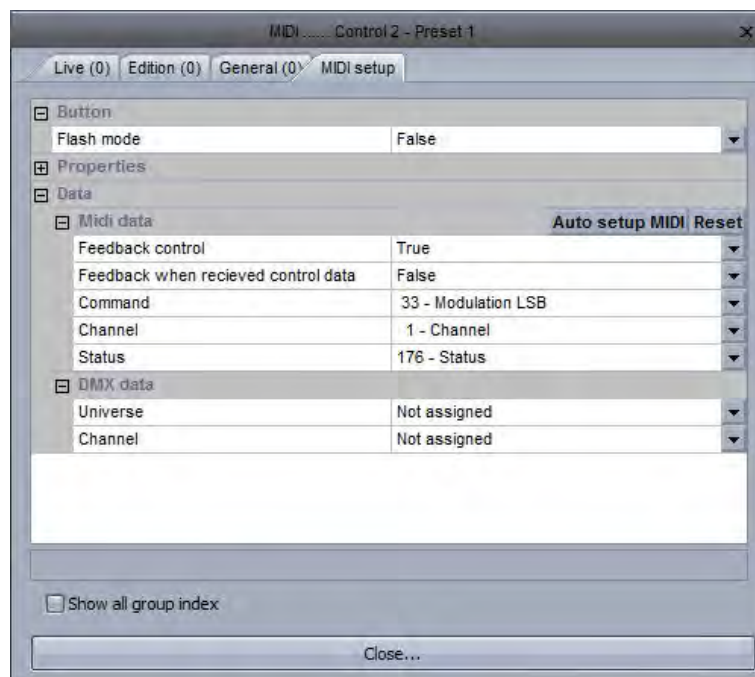 MIDI ...... Control 2 - Preset 1
Live (0) Edition (0) General (0) MIDI setup
Button
Flash mode False
Properties
Data
Midi data Auto setup MIDI Reset
Feedback control True
Feedback when recieved control data False
Command 33 - Modulation LSB
Channel 1 - Channel
Status 176 - Status
DMX data
Universe Not assigned
Channel Not assigned
Show all group index
Close...